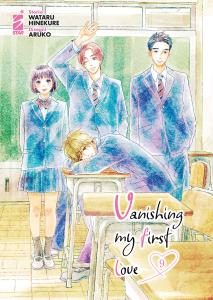 STAR
Storia
WATARU
HINEKURE
Disegni
ARUKO
Vanishing
my first
love
9